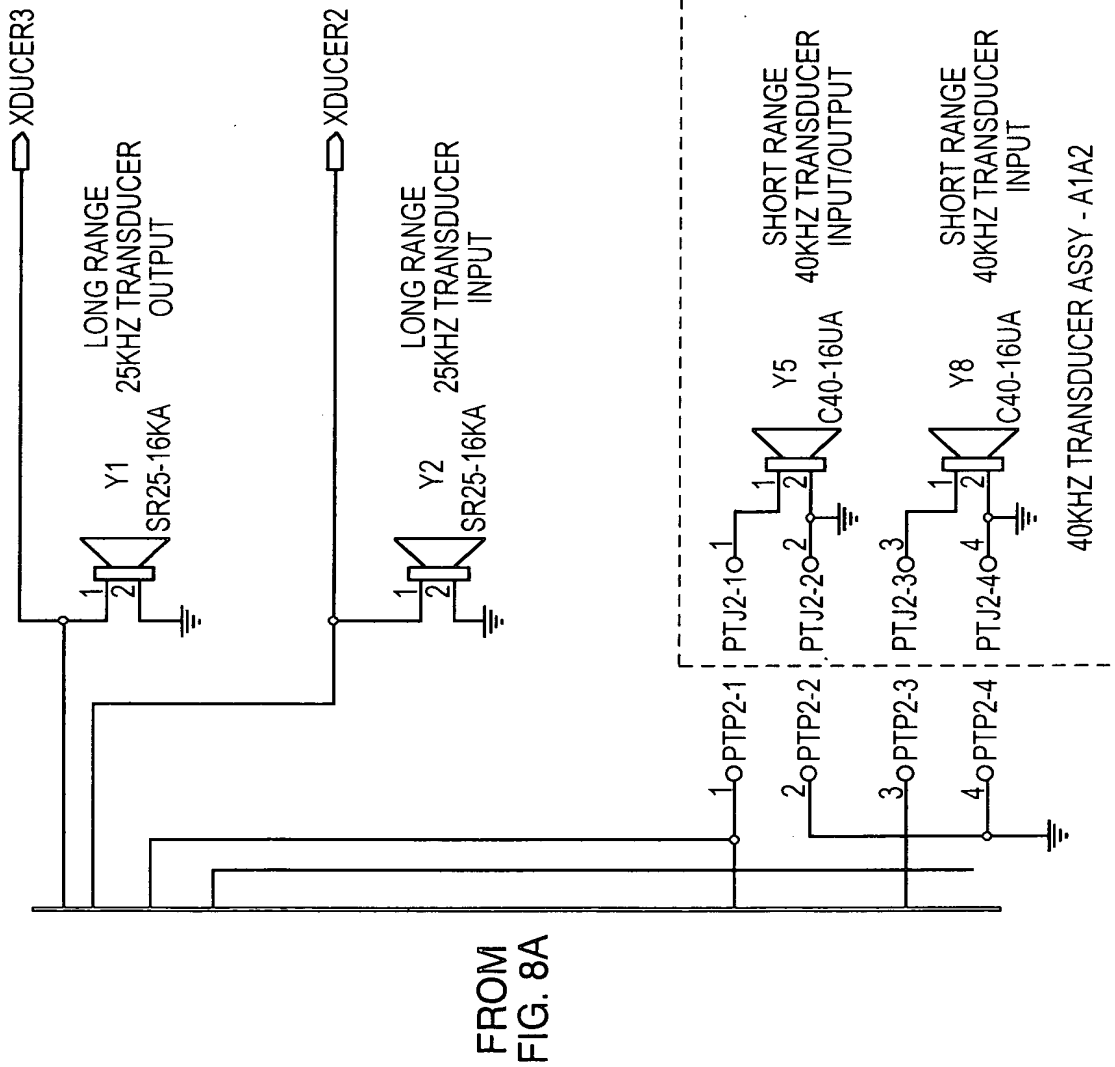 XDUCER3
LONG RANGE
25KHZ TRANSDUCER
OUTPUT
Y1
SR25-16KA
1
2
XDUCER2
LONG RANGE
25KHZ TRANSDUCER
INPUT
Y2
SR25-16KA
1
2
SHORT RANGE
40KHZ TRANSDUCER
INPUT/OUTPUT
Y5
C40-16UA
1
2
PTJ2-1 1
PTJ2-2 2
SHORT RANGE
40KHZ TRANSDUCER
INPUT
Y8
C40-16UA
1
2
PTJ2-3 3
PTJ2-4 4
40KHZ TRANSDUCER ASSY - A1A2
1 PTP2-1
2 PTP2-2
3 PTP2-3
4 PTP2-4
FROM
FIG. 8A